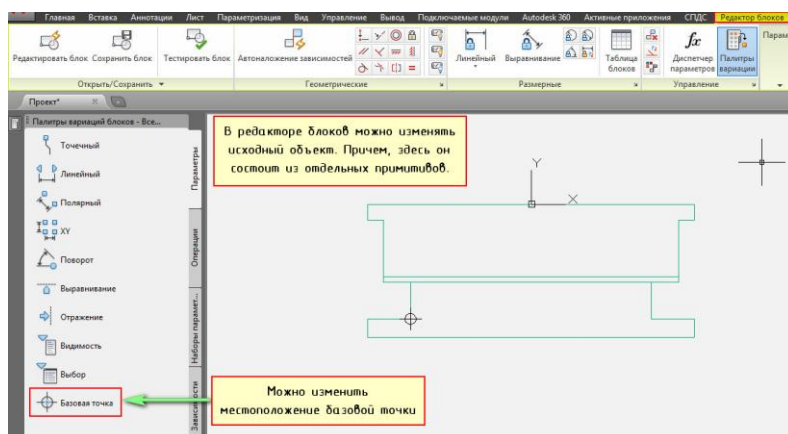 Главная Вставка Аннотации Лист Параметризация Вид Управление Вывод Подключаемые модули Autodesk 360 Активные приложения СПДС Редактор блоков
Редактировать блок Сохранить блок Тестировать блок Автоналожение зависимостей Линейный Выравнивание Таблица блоков fx Диспетчер параметров Палитры вариации Парам
Открыть/Сохранить Геометрические Размерные Управление
Проект*
Палитры вариаций блоков - Все...
Точечный
Линейный
Полярный
XY
Поворот
Выравнивание
Отражение
Видимость
Выбор
Базовая точка
Параметры
Операции
Наборы парамет...
Зависимости
В редакторе блоков можно изменять
исходный объект. Причем, здесь он
состоит из отдельных примитивов.
Y
X
Можно изменить
местоположение базовой точки